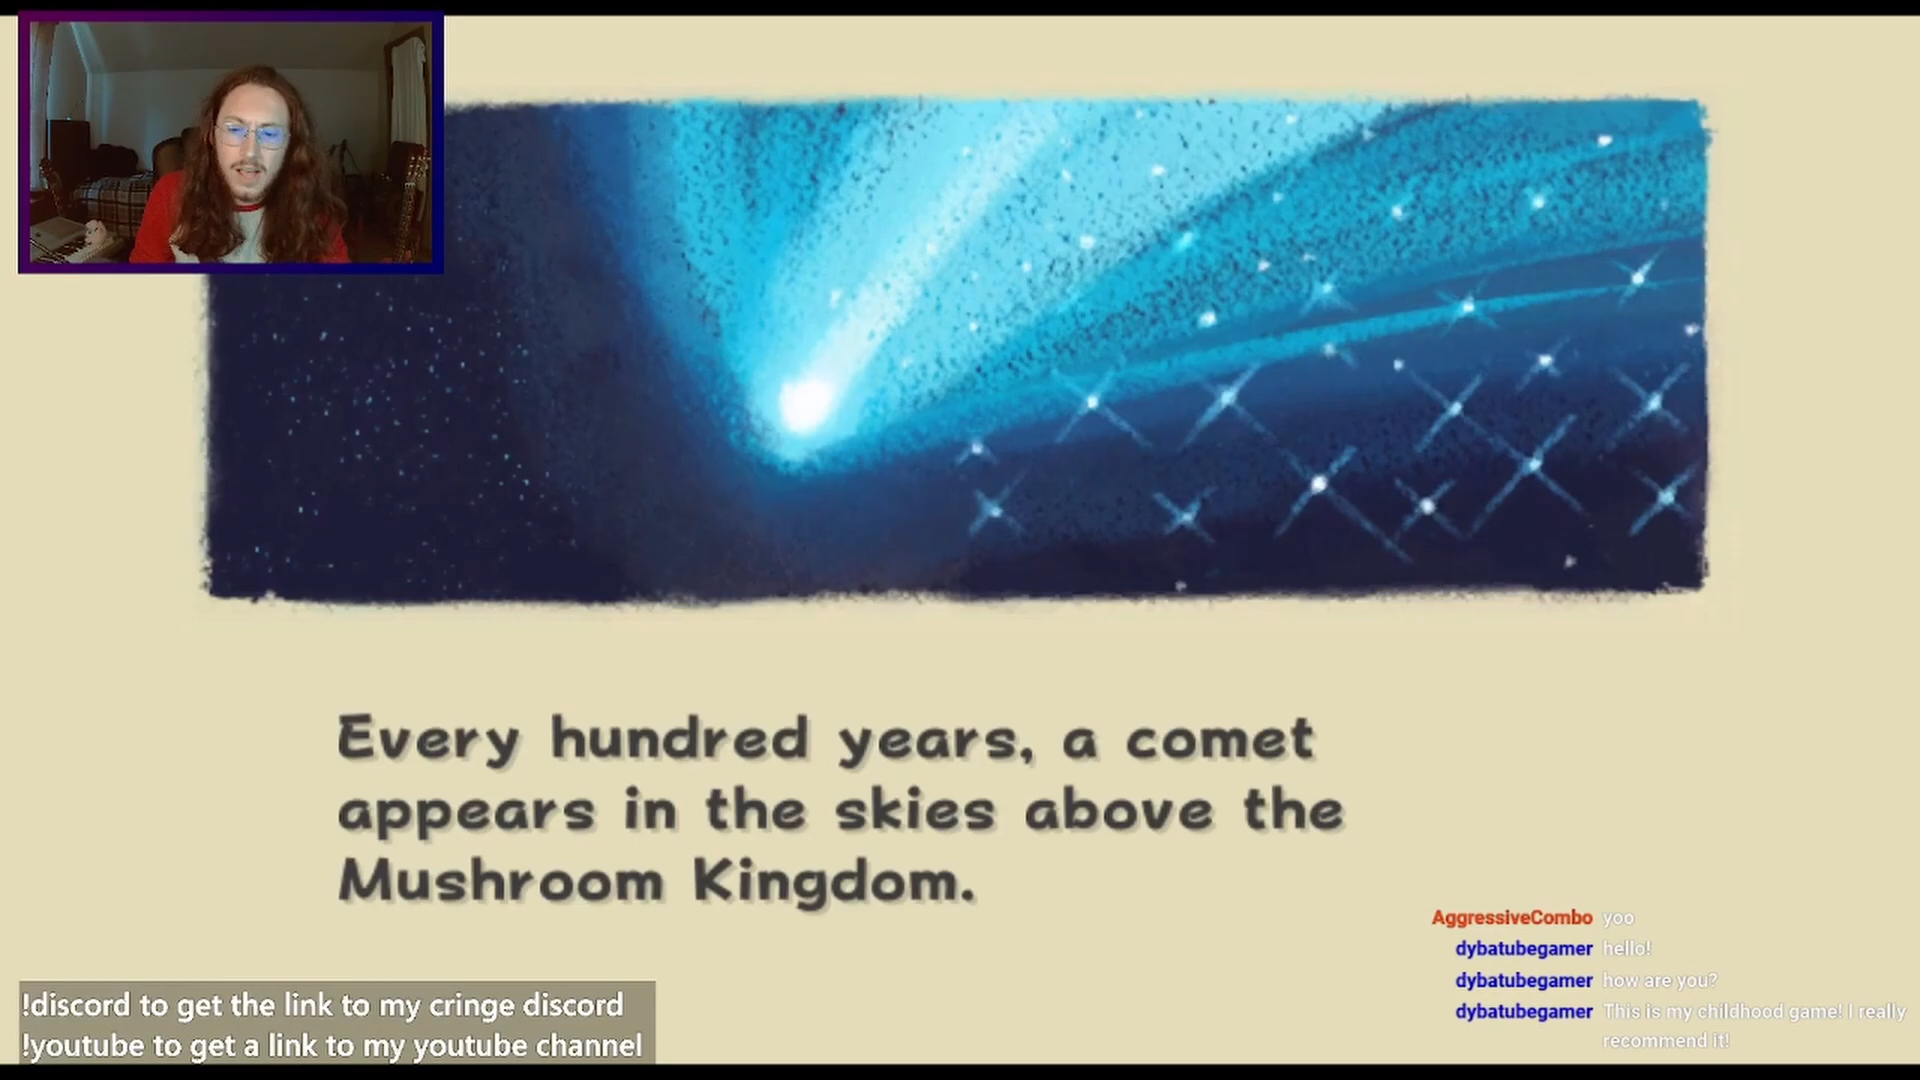 Every hundred years, a comet
appears in the skies above the
Mushroom Kingdom.
AggressiveCombo yoo
dybatubegamer hello!
dybatubegamer how are you?
dybatubegamer This is my childhood game! I really
recommend it!
!discord to get the link to my cringe discord
!youtube to get a link to my youtube channel